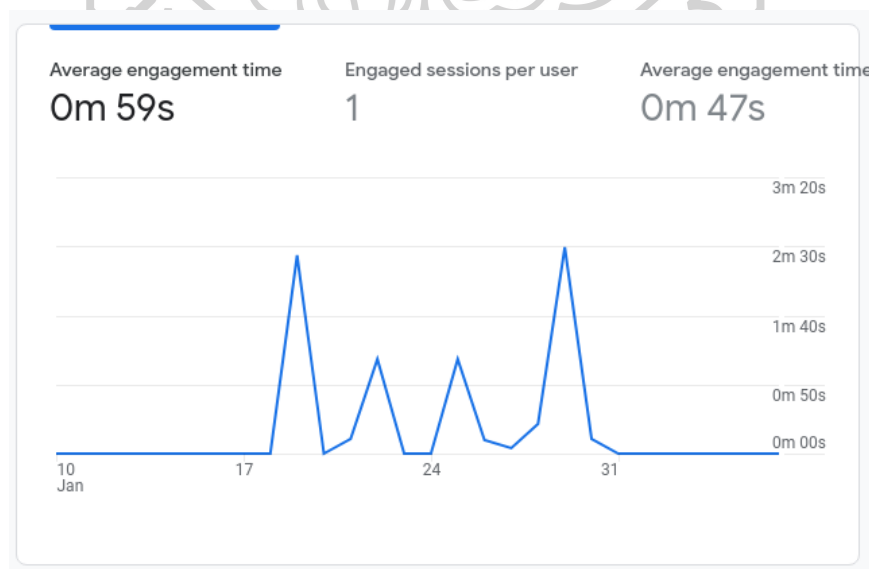 Average engagement time
0m 59s
Engaged sessions per user
1
Average engagement time
0m 47s
3m 20s
2m 30s
1m 40s
0m 50s
0m 00s
10 17 24 31
Jan